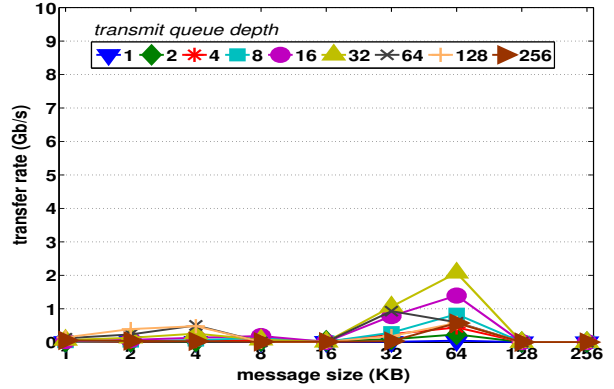 transmit queue depth
1 2 4 8 16 32 64 128 256
10
9
8
7
6
5
4
3
2
1
0
transfer rate (Gb/s)
1 2 4 8 16 32 64 128 256
message size (KB)